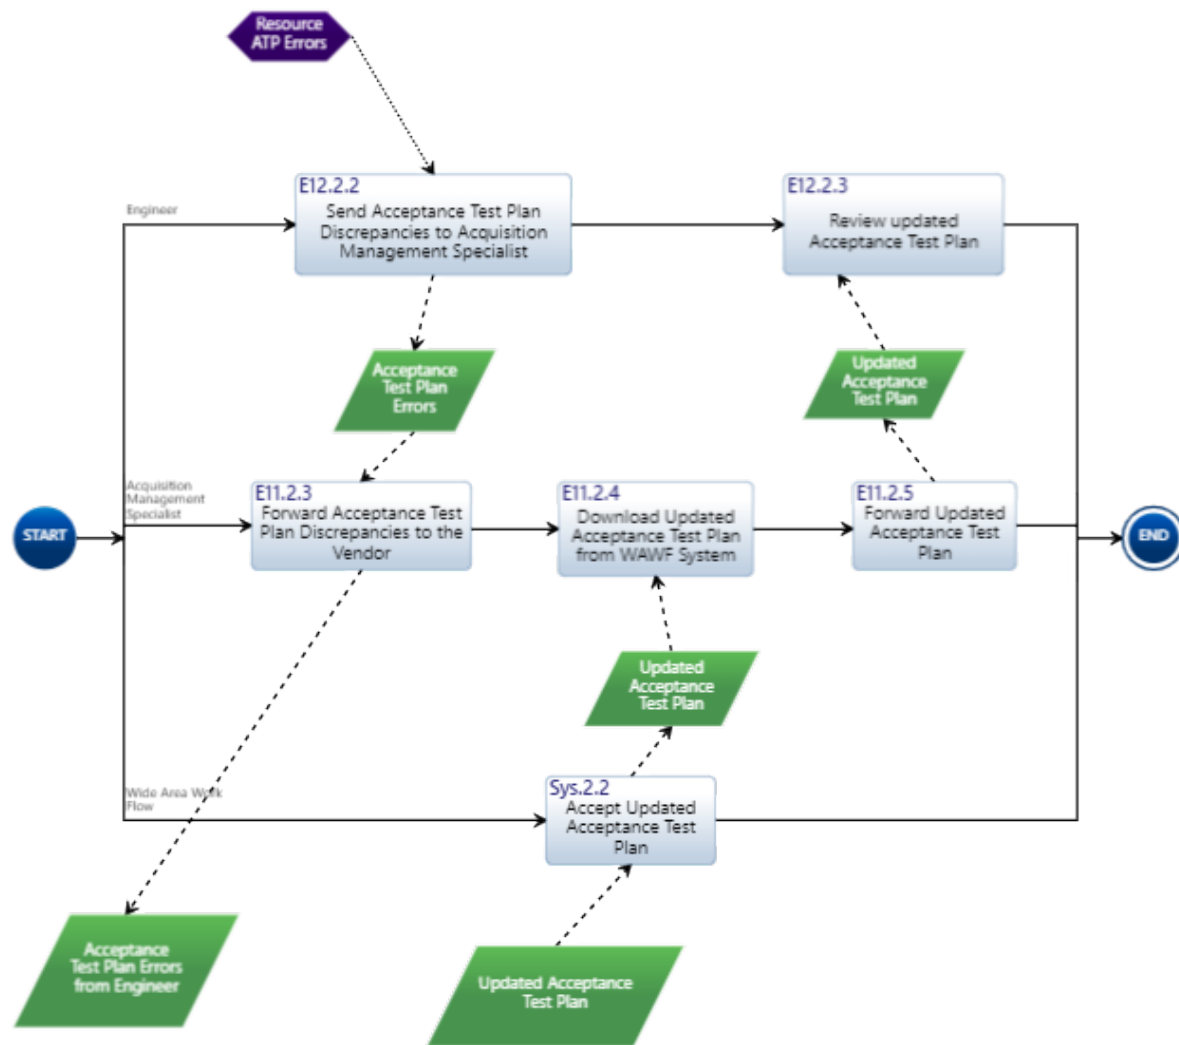 Resource
ATP Errors
E12.2.2
Send Acceptance Test Plan
Discrepancies to Acquisition
Management Specialist
E12.2.3
Review updated
Acceptance Test Plan
Engineer
Acceptance
Test Plan
Errors
Updated
Acceptance
Test Plan
Acquisition
Management
Specialist
START
E11.2.3
Forward Acceptance Test
Plan Discrepancies to the
Vendor
E11.2.4
Download Updated
Acceptance Test Plan
from WAWF System
E11.2.5
Forward Updated
Acceptance Test
Plan
END
Updated
Acceptance
Test Plan
Wide Area Work
Flow
Sys.2.2
Accept Updated
Acceptance Test
Plan
Acceptance
Test Plan Errors
from Engineer
Updated Acceptance
Test Plan